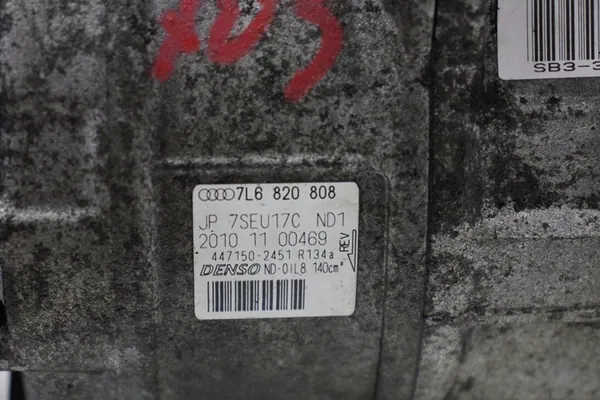 SB3-3
7L6 820 808
JP 7SEU17C ND1
2010 11 00469
447150-2451 R134a
REV
DENSO ND-OIL8 140cm³